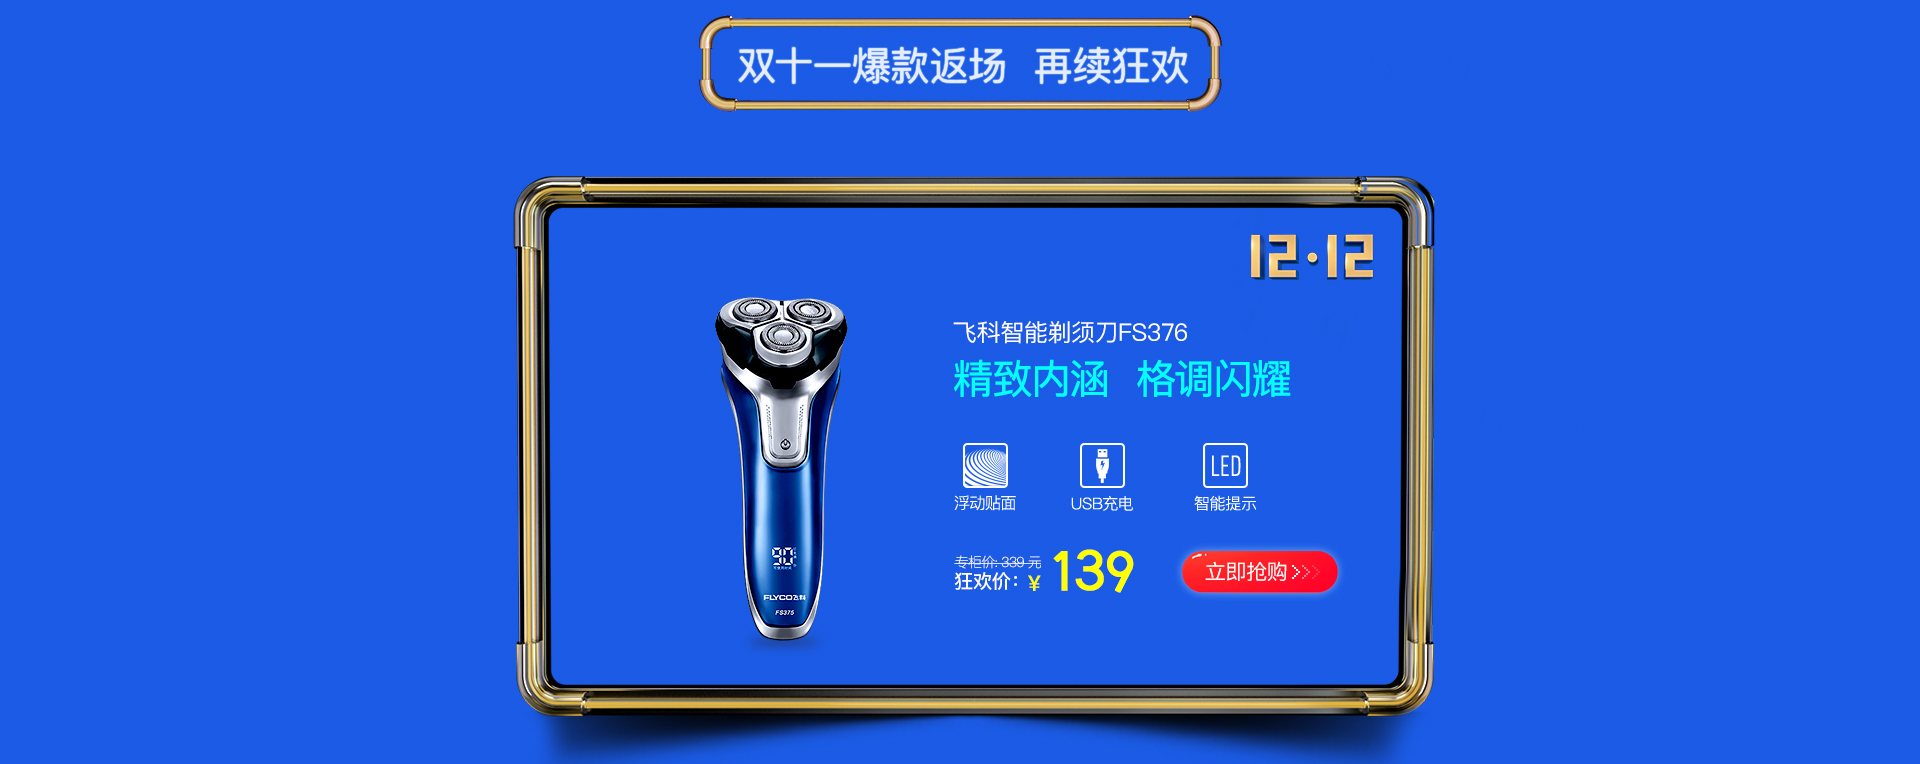 双十一爆款返场 再续狂欢
12·12
飞科智能剃须刀FS376
精致内涵 格调闪耀
LED
浮动贴面 USB充电 智能提示
专柜价: 339 元
狂欢价: ¥ 139
立即抢购
90
FLYCO飞科
FS375